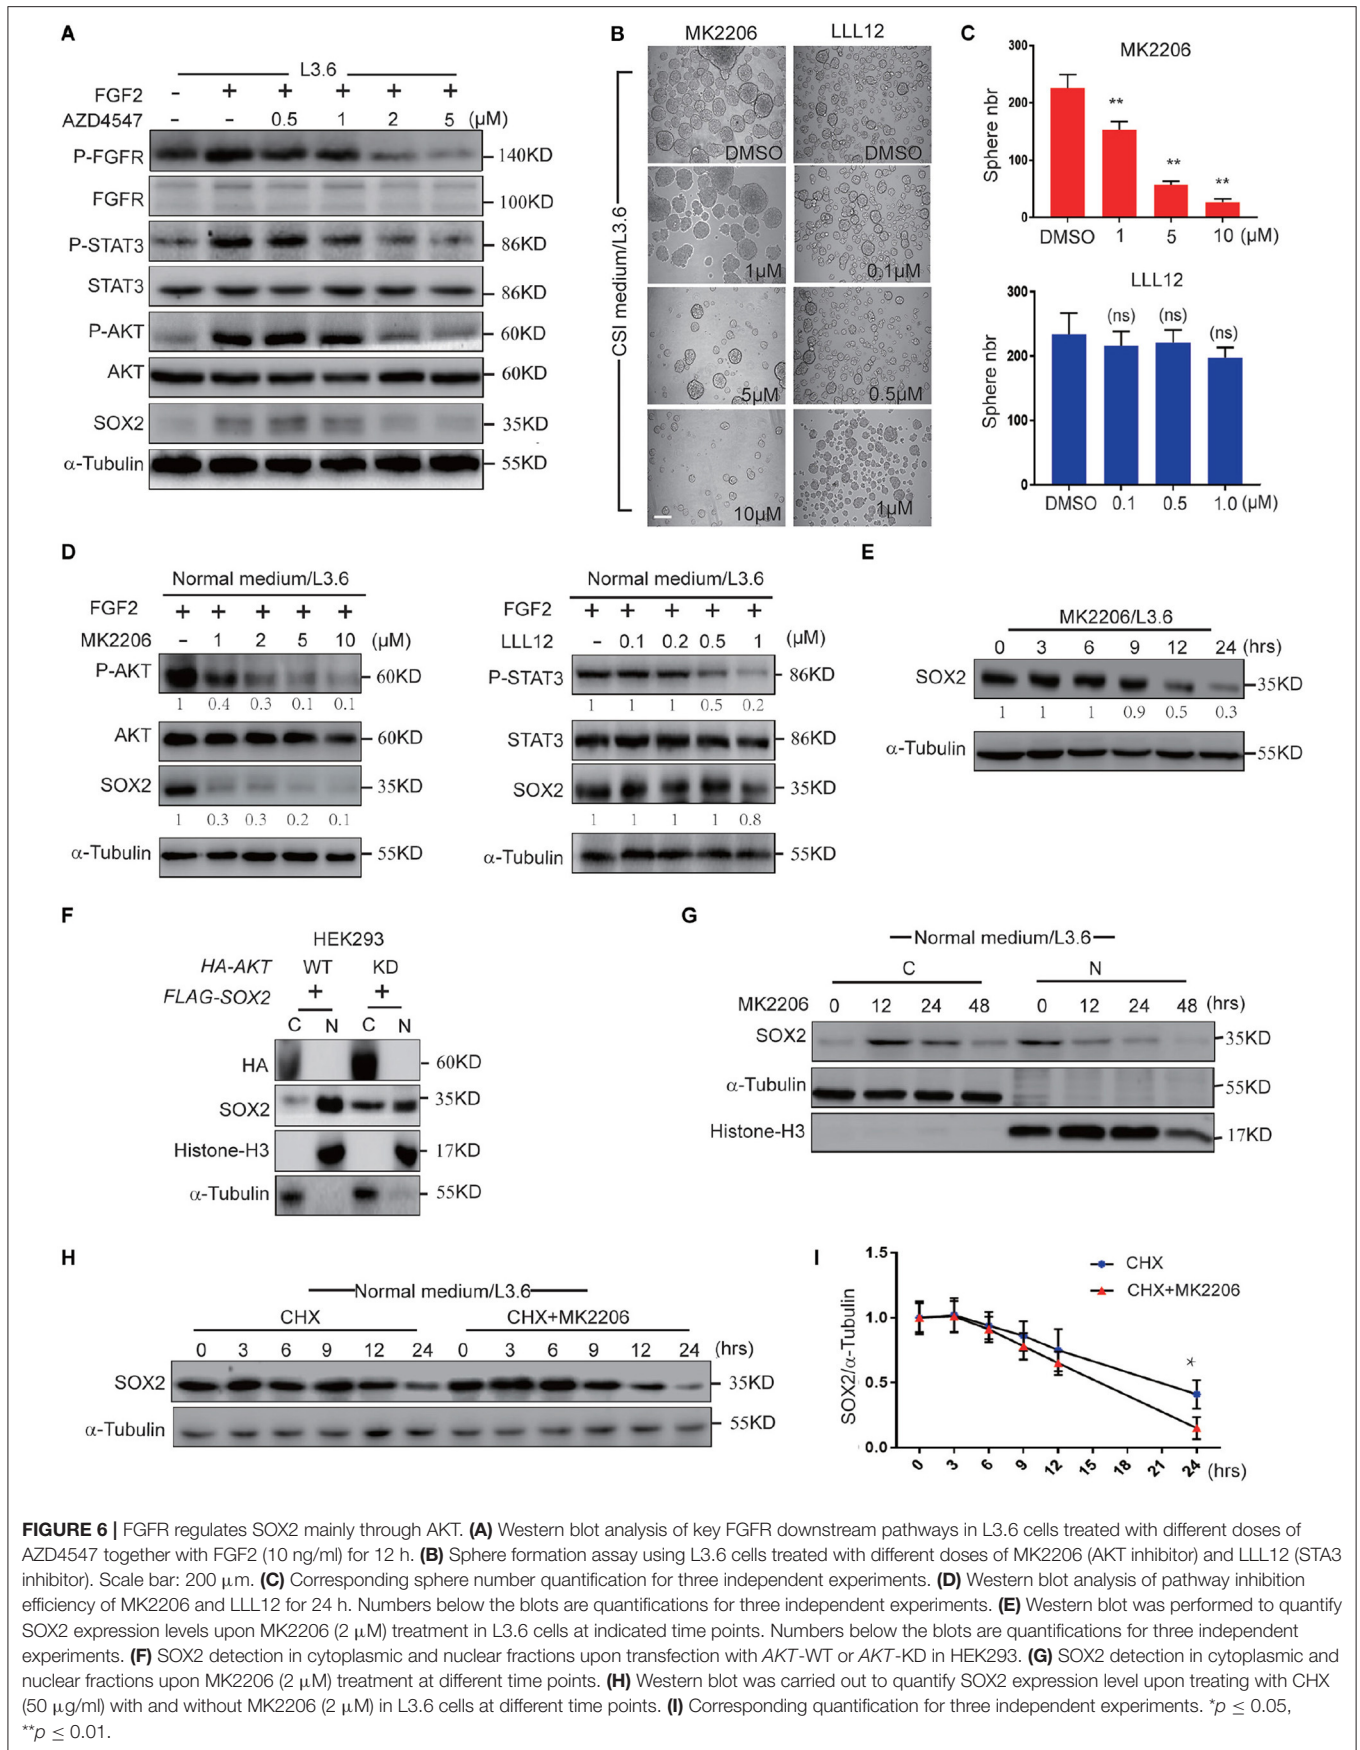 A
L3.6
FGF2 - + + + + +
AZD4547 - - 0.5 1 2 5 (μM)
P-FGFR 140KD
FGFR 100KD
P-STAT3 86KD
STAT3 86KD
P-AKT 60KD
AKT 60KD
SOX2 35KD
α-Tubulin 55KD
B
MK2206 LLL12
CSI medium/L3.6
DMSO DMSO
1μM 0.1μM
5μM 0.5μM
10μM 1μM
C
MK2206
Sphere nbr
300
200
100
0
** ** **
DMSO 1 5 10 (μM)
LLL12
Sphere nbr
300
200
100
0
(ns) (ns) (ns)
DMSO 0.1 0.5 1.0 (μM)
D
Normal medium/L3.6
FGF2 + + + + +
MK2206 - 1 2 5 10 (μM)
P-AKT 60KD
1 0.4 0.3 0.1 0.1
AKT 60KD
SOX2 35KD
1 0.3 0.3 0.2 0.1
α-Tubulin 55KD
Normal medium/L3.6
FGF2 + + + + +
LLL12 - 0.1 0.2 0.5 1 (μM)
P-STAT3 86KD
1 1 1 0.5 0.2
STAT3 86KD
SOX2 35KD
1 1 1 1 0.8
α-Tubulin 55KD
E
MK2206/L3.6
0 3 6 9 12 24 (hrs)
SOX2 35KD
1 1 1 0.9 0.5 0.3
α-Tubulin 55KD
F
HEK293
HA-AKT WT KD
FLAG-SOX2 + +
C N C N
HA 60KD
SOX2 35KD
Histone-H3 17KD
α-Tubulin 55KD
G
Normal medium/L3.6
C N
MK2206 0 12 24 48 0 12 24 48 (hrs)
SOX2 35KD
α-Tubulin 55KD
Histone-H3 17KD
H
Normal medium/L3.6
CHX CHX+MK2206
0 3 6 9 12 24 0 3 6 9 12 24 (hrs)
SOX2 35KD
α-Tubulin 55KD
I
SOX2/α-Tubulin
1.5
1.0
0.5
0.0
CHX
CHX+MK2206
*
0 3 6 9 12 15 18 21 24 (hrs)
FIGURE 6 | FGFR regulates SOX2 mainly through AKT. (A) Western blot analysis of key FGFR downstream pathways in L3.6 cells treated with different doses of
AZD4547 together with FGF2 (10 ng/ml) for 12 h. (B) Sphere formation assay using L3.6 cells treated with different doses of MK2206 (AKT inhibitor) and LLL12 (STA3
inhibitor). Scale bar: 200 μm. (C) Corresponding sphere number quantification for three independent experiments. (D) Western blot analysis of pathway inhibition
efficiency of MK2206 and LLL12 for 24 h. Numbers below the blots are quantifications for three independent experiments. (E) Western blot was performed to quantify
SOX2 expression levels upon MK2206 (2 μM) treatment in L3.6 cells at indicated time points. Numbers below the blots are quantifications for three independent
experiments. (F) SOX2 detection in cytoplasmic and nuclear fractions upon transfection with AKT-WT or AKT-KD in HEK293. (G) SOX2 detection in cytoplasmic and
nuclear fractions upon MK2206 (2 μM) treatment at different time points. (H) Western blot was carried out to quantify SOX2 expression level upon treating with CHX
(50 μg/ml) with and without MK2206 (2 μM) in L3.6 cells at different time points. (I) Corresponding quantification for three independent experiments. *p ≤ 0.05,
**p ≤ 0.01.